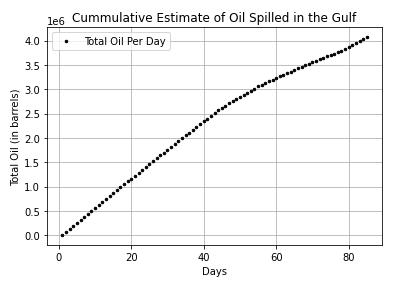 Cummulative Estimate of Oil Spilled in the Gulf
1e6
Total Oil Per Day
4.0
3.5
3.0
2.5
2.0
1.5
1.0
0.5
0.0
Total Oil (in barrels)
0 20 40 60 80
Days